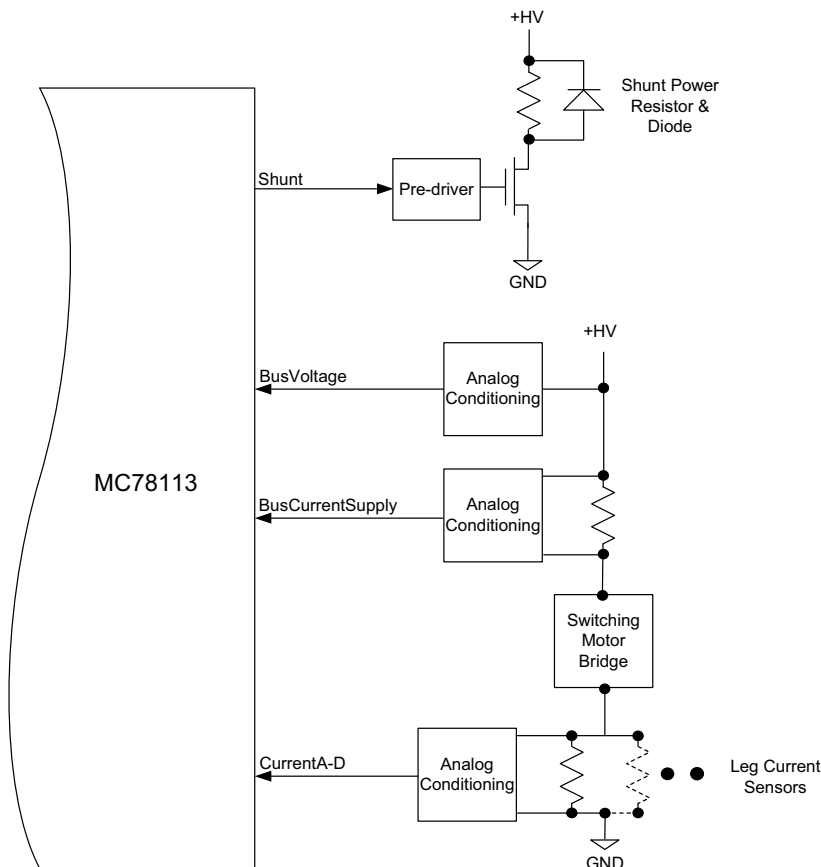 +HV
Shunt Power
Resistor &
Diode
Shunt
Pre-driver
GND
+HV
BusVoltage
Analog
Conditioning
MC78113
BusCurrentSupply
Analog
Conditioning
Switching
Motor
Bridge
CurrentA-D
Analog
Conditioning
Leg Current
Sensors
GND